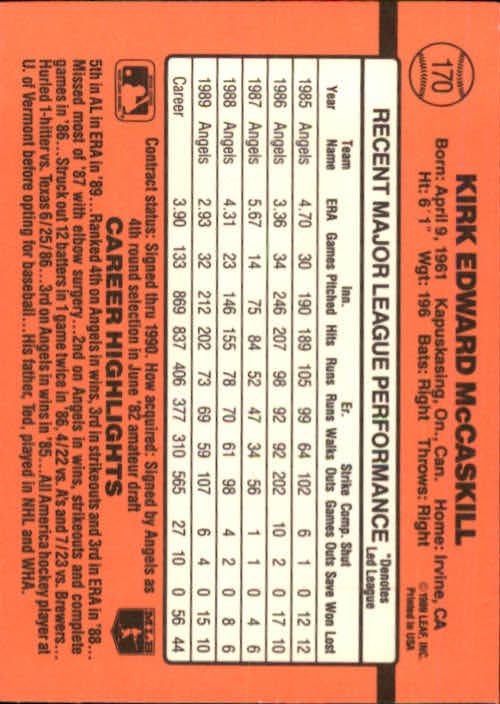 170
KIRK EDWARD McCASKILL
Born: April 9, 1961 Kapuskasing, On., Can. Home: Irvine, CA
Ht: 6' 1" Wgt: 196 Bats: Right Throws: Right
©1989 LEAF, INC.
Printed in USA
RECENT MAJOR LEAGUE PERFORMANCE
*Denotes
Led League
Team Inn. Er. Strike Comp. Shut
Year Name ERA Games Pitched Hits Runs Runs Walks Outs Games Outs Save Won Lost
1985 Angels 4.70 30 190 189 105 99 64 102 6 1 0 12 12
1986 Angels 3.36 34 246 207 98 92 92 202 10 2 0 17 10
1987 Angels 5.67 14 75 84 52 47 34 56 1 1 0 4 6
1988 Angels 4.31 23 146 155 78 70 61 98 4 2 0 8 6
1989 Angels 2.93 32 212 202 73 69 59 107 6 4 0 15 10
Career 3.90 133 869 837 406 377 310 565 27 10 0 56 44
Contract status: Signed thru 1990. How acquired: Signed by Angels as
4th round selection in June '82 amateur draft
MLB
CAREER HIGHLIGHTS
5th in AL in ERA in '89...Ranked 4th on Angels in wins, 3rd in strikeouts and 3rd in ERA in '88...
Missed most of '87 with elbow surgery...2nd on Angels in wins, strikeouts and complete
games in '86...Struck out 12 batters in 1 game twice in '86, 4/22 vs. A's and 7/23 vs. Brewers...
Hurled 1-hitter vs. Texas 6/25/86...3rd on Angels in wins in '85...All America hockey player at
U. of Vermont before opting for baseball...His father, Ted, played in NHL and WHA.